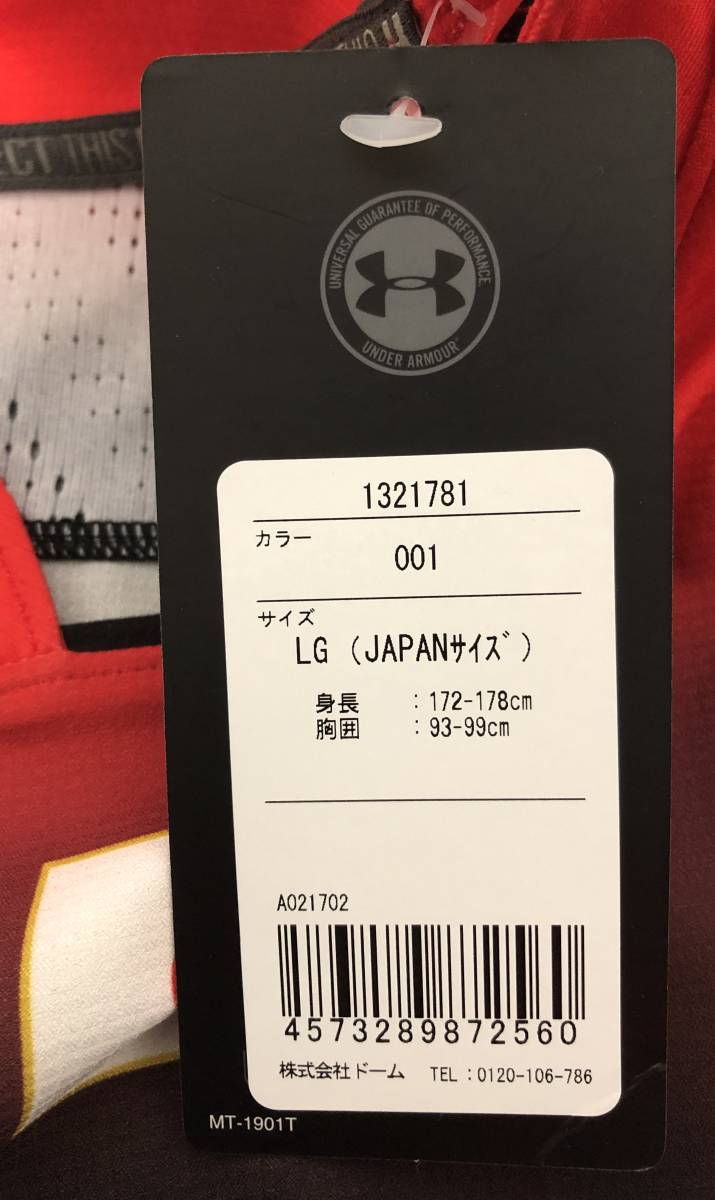 ECT THIS
UNIVERSAL GUARANTEE OF PERFORMANCE.
UNDER ARMOUR
1321781
カラー
001
サイズ
LG (JAPANｻｲｽﾞ)
身長 : 172-178cm
胸囲 : 93-99cm
A021702
4573289872560
株式会社ドーム TEL : 0120-106-786
MT-1901T